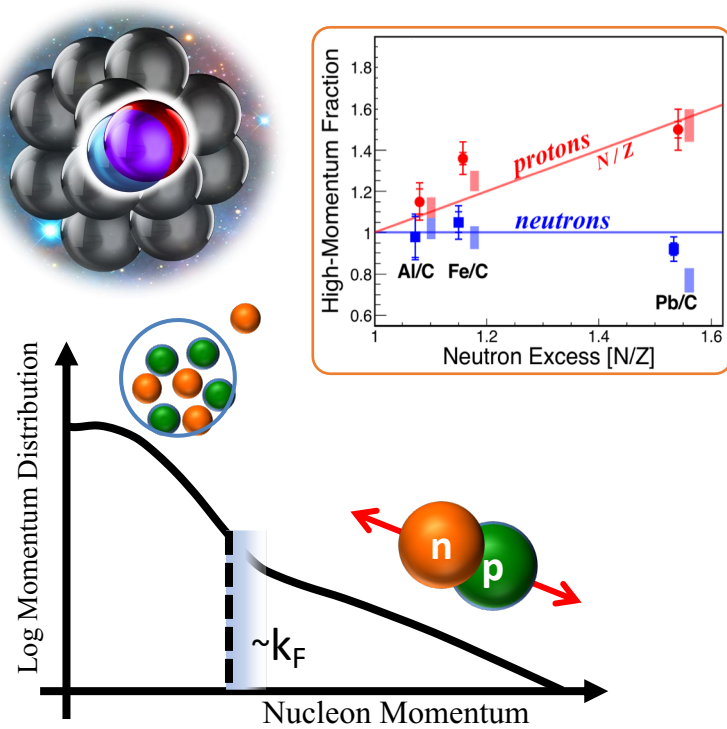 High-Momentum Fraction
1.8
1.6
1.4
1.2
1
0.8
0.6
protons
N / Z
neutrons
Al/C
Fe/C
Pb/C
1
1.2
1.4
1.6
Neutron Excess [N/Z]
Log Momentum Distribution
n
p
~kF
Nucleon Momentum